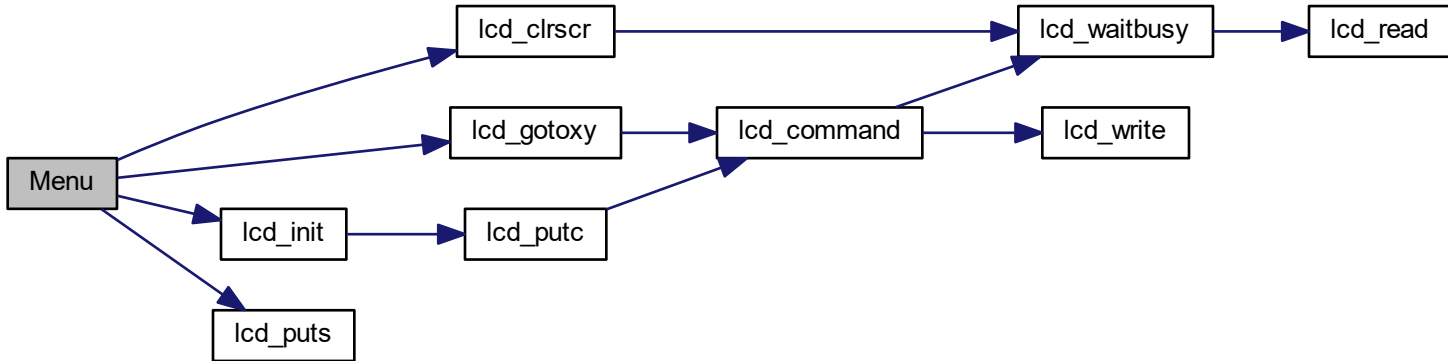 lcd_clrscr
lcd_waitbusy
lcd_read
lcd_gotoxy
lcd_command
lcd_write
Menu
lcd_init
lcd_putc
lcd_puts